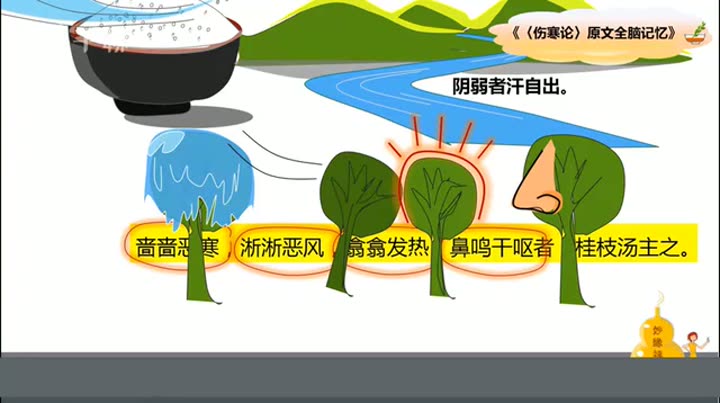 《〈伤寒论〉原文全脑记忆》
阴弱者汗自出。
啬啬恶寒 淅淅恶风 翕翕发热 鼻鸣干呕者 桂枝汤主之。
妙